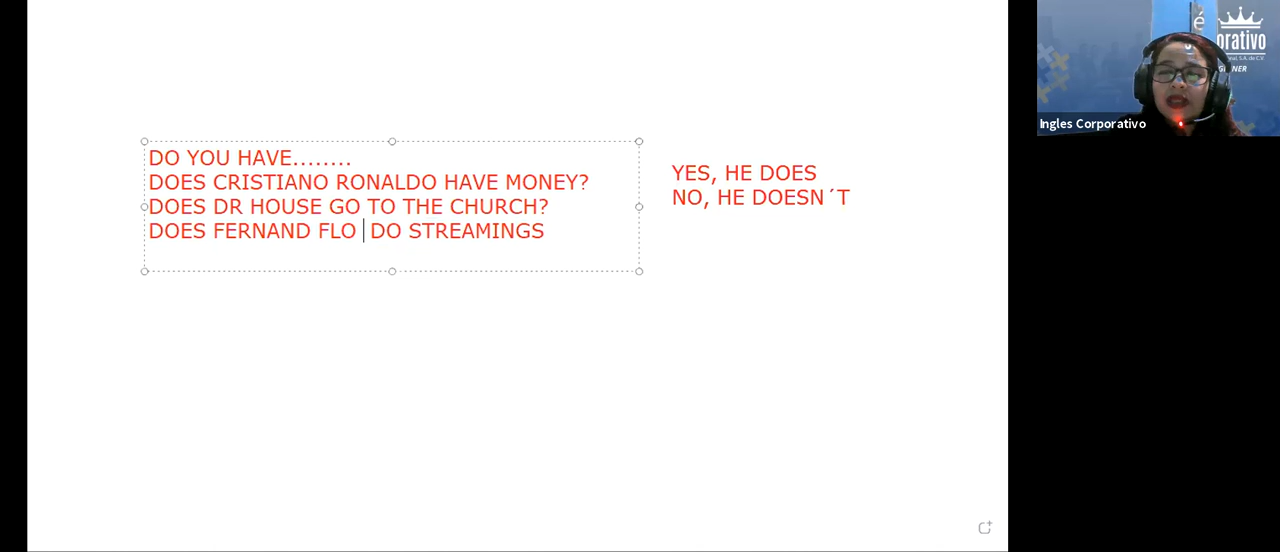 DO YOU HAVE........
DOES CRISTIANO RONALDO HAVE MONEY?
DOES DR HOUSE GO TO THE CHURCH?
DOES FERNAND FLO DO STREAMINGS
YES, HE DOES
NO, HE DOESN´T
é
orativo
Ingles Corporativo